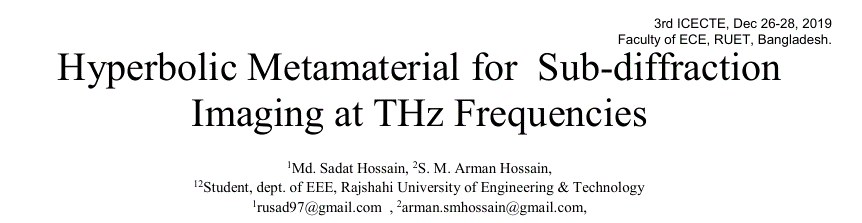 3rd ICECTE, Dec 26-28, 2019
Faculty of ECE, RUET, Bangladesh.
Hyperbolic Metamaterial for Sub-diffraction
Imaging at THz Frequencies
¹Md. Sadat Hossain, ²S. M. Arman Hossain,
¹²Student, dept. of EEE, Rajshahi University of Engineering & Technology
¹rusad97@gmail.com , ²arman.smhossain@gmail.com,